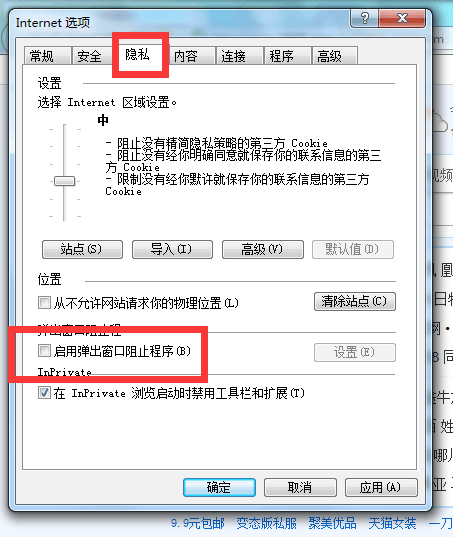 Internet 选项
常规 安全 隐私 内容 连接 程序 高级
设置
选择 Internet 区域设置。
中
- 阻止没有精简隐私策略的第三方 Cookie
- 阻止没有经你明确同意就保存你的联系信息的第三
方 Cookie
- 限制没有经你默许就保存你的联系信息的第三方
Cookie
站点(S) 导入(I) 高级(V) 默认值(D)
位置
从不允许网站请求你的物理位置(L) 清除站点(C)
弹出窗口阻止程
启用弹出窗口阻止程序(B) 设置(E)
InPrivate
在 InPrivate 浏览启动时禁用工具栏和扩展(T)
确定 取消 应用(A)
9.9元包邮 变态版私服 聚美优品 天猫女装 一刀